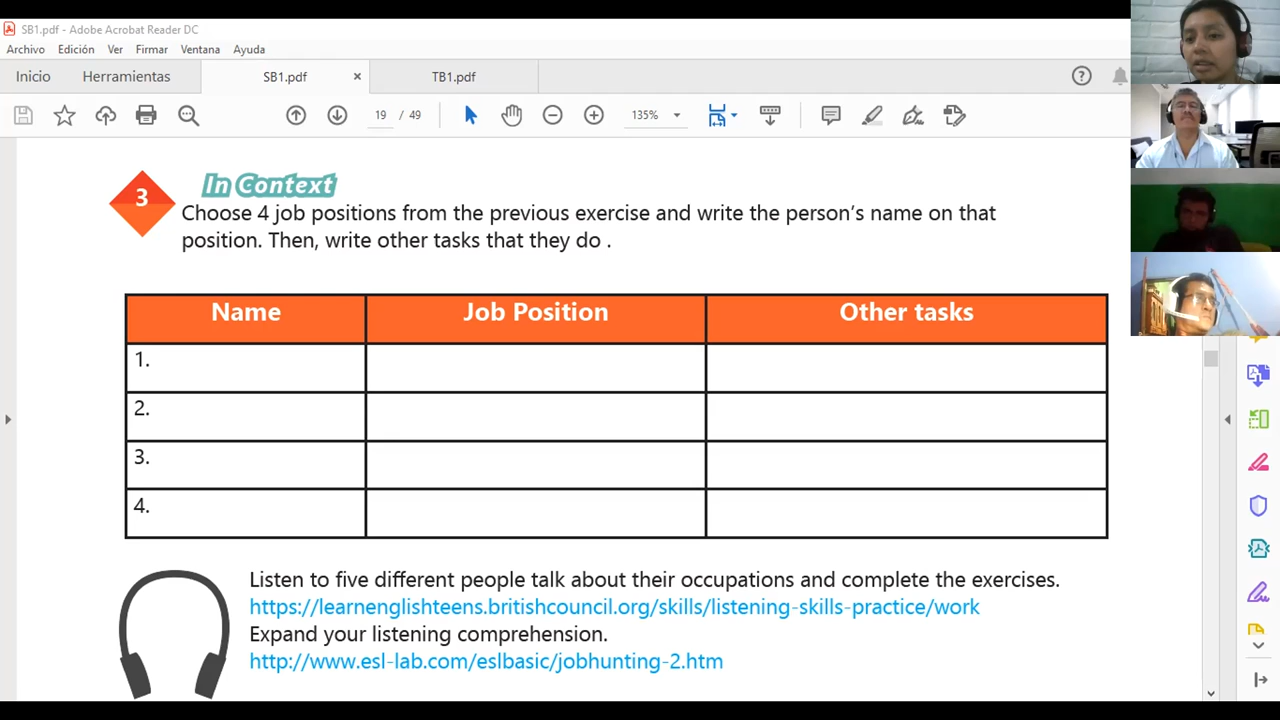 SB1.pdf - Adobe Acrobat Reader DC
Archivo Edición Ver Firmar Ventana Ayuda
Inicio Herramientas SB1.pdf × TB1.pdf
19 / 49 135%
3
In Context
Choose 4 job positions from the previous exercise and write the person's name on that
position. Then, write other tasks that they do .
Name Job Position Other tasks
1.
2.
3.
4.
Listen to five different people talk about their occupations and complete the exercises.
https://learnenglishteens.britishcouncil.org/skills/listening-skills-practice/work
Expand your listening comprehension.
http://www.esl-lab.com/eslbasic/jobhunting-2.htm